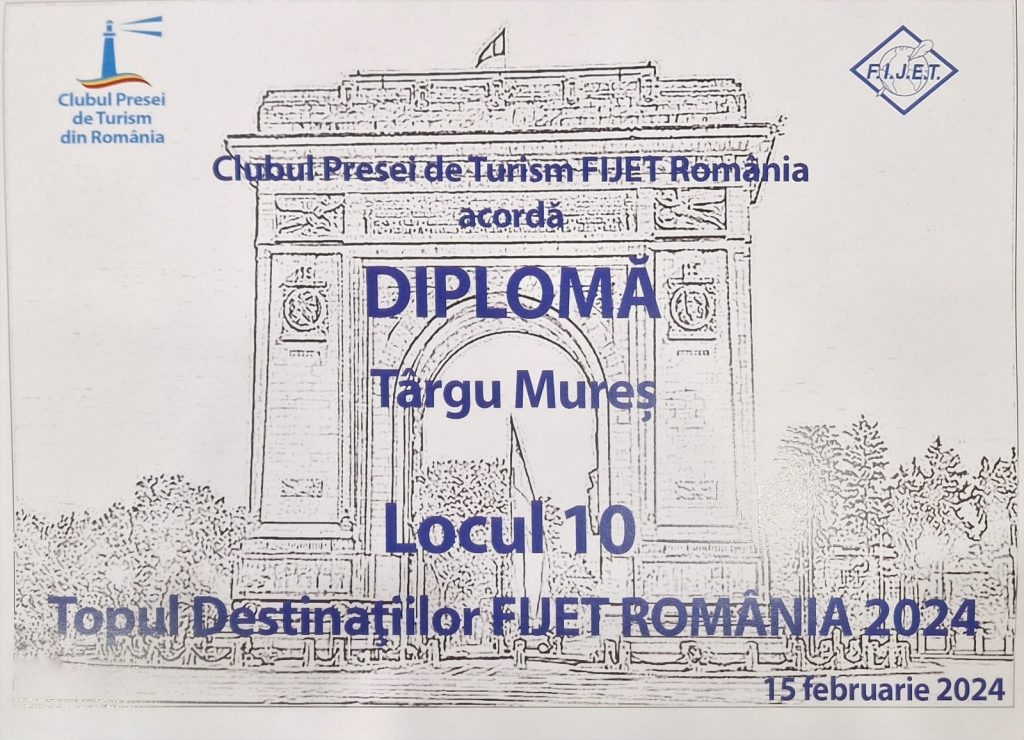 Clubul Presei
de Turism
din România
F.I.J.E.T.
Clubul Presei de Turism FIJET România
acordă
DIPLOMĂ
Târgu Mureș
Locul 10
Topul Destinaţiilor FIJET ROMÂNIA 2024
15 februarie 2024